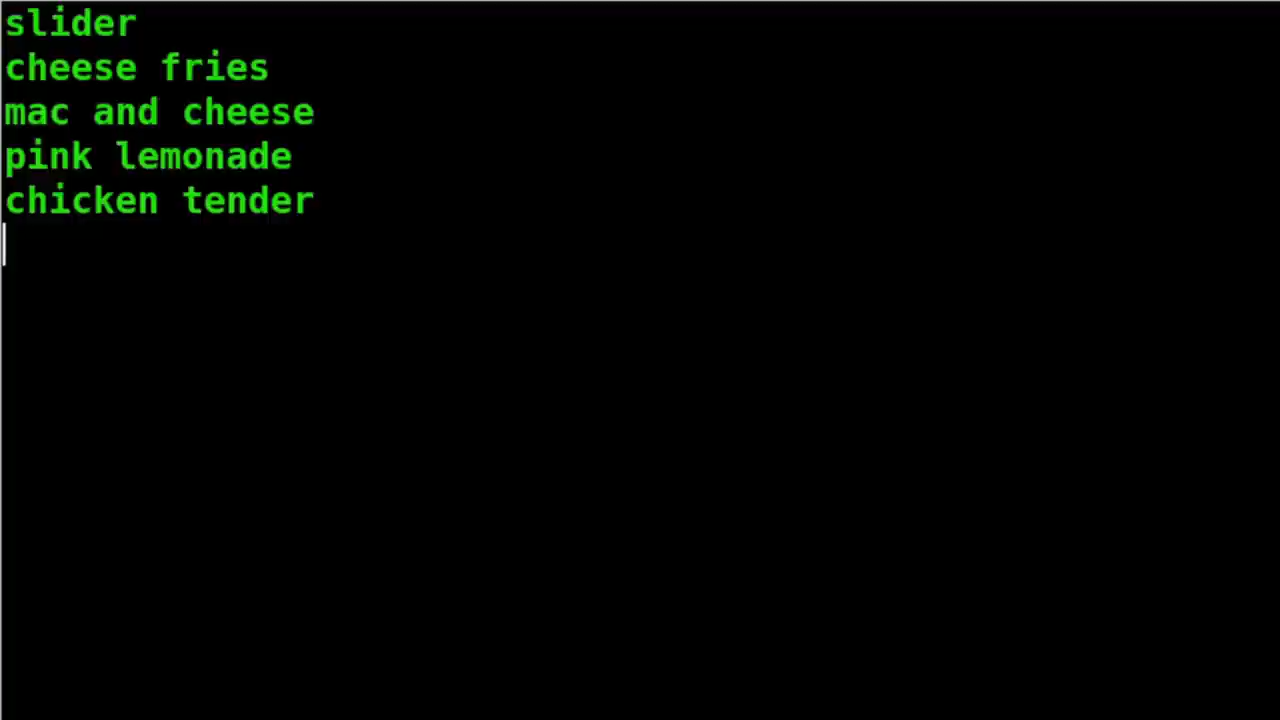 slider
cheese fries
mac and cheese
pink lemonade
chicken tender